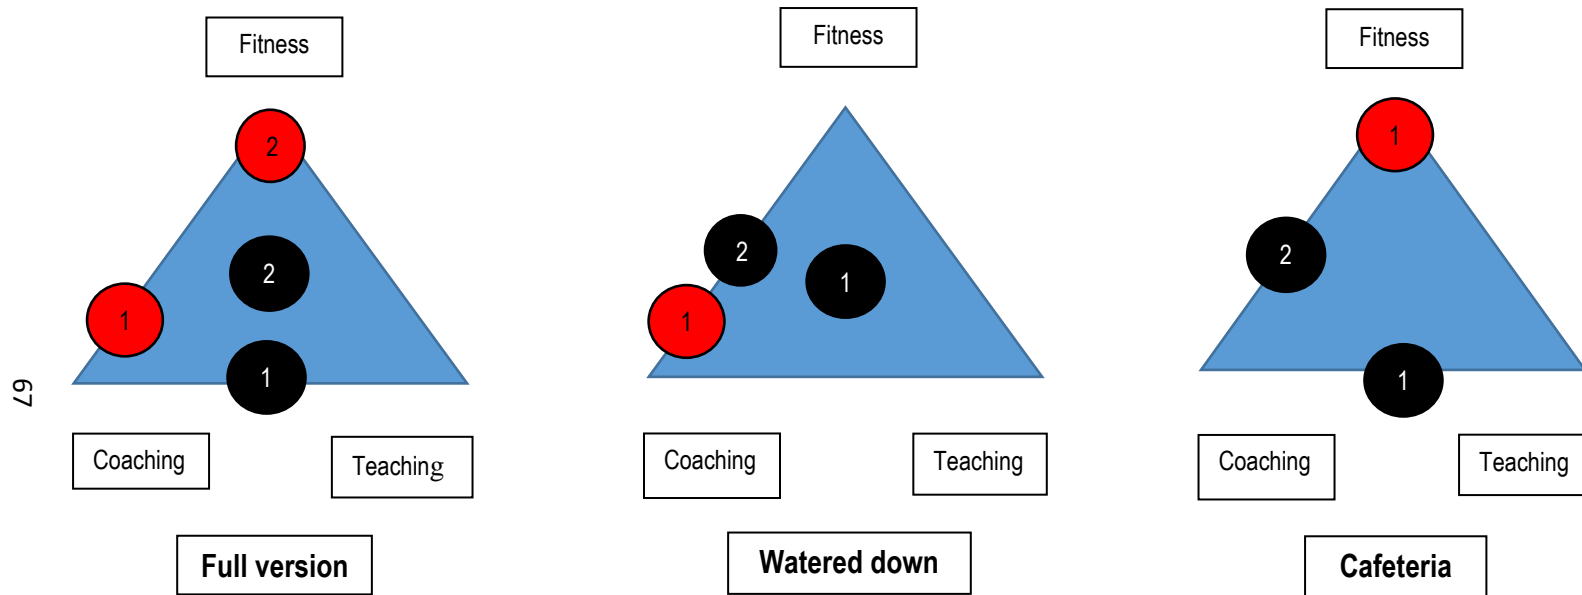 Fitness
2
2
1
1
Coaching
Teaching
Full version
Fitness
2
1
1
Coaching
Teaching
Watered down
Fitness
1
2
1
Coaching
Teaching
Cafeteria
67